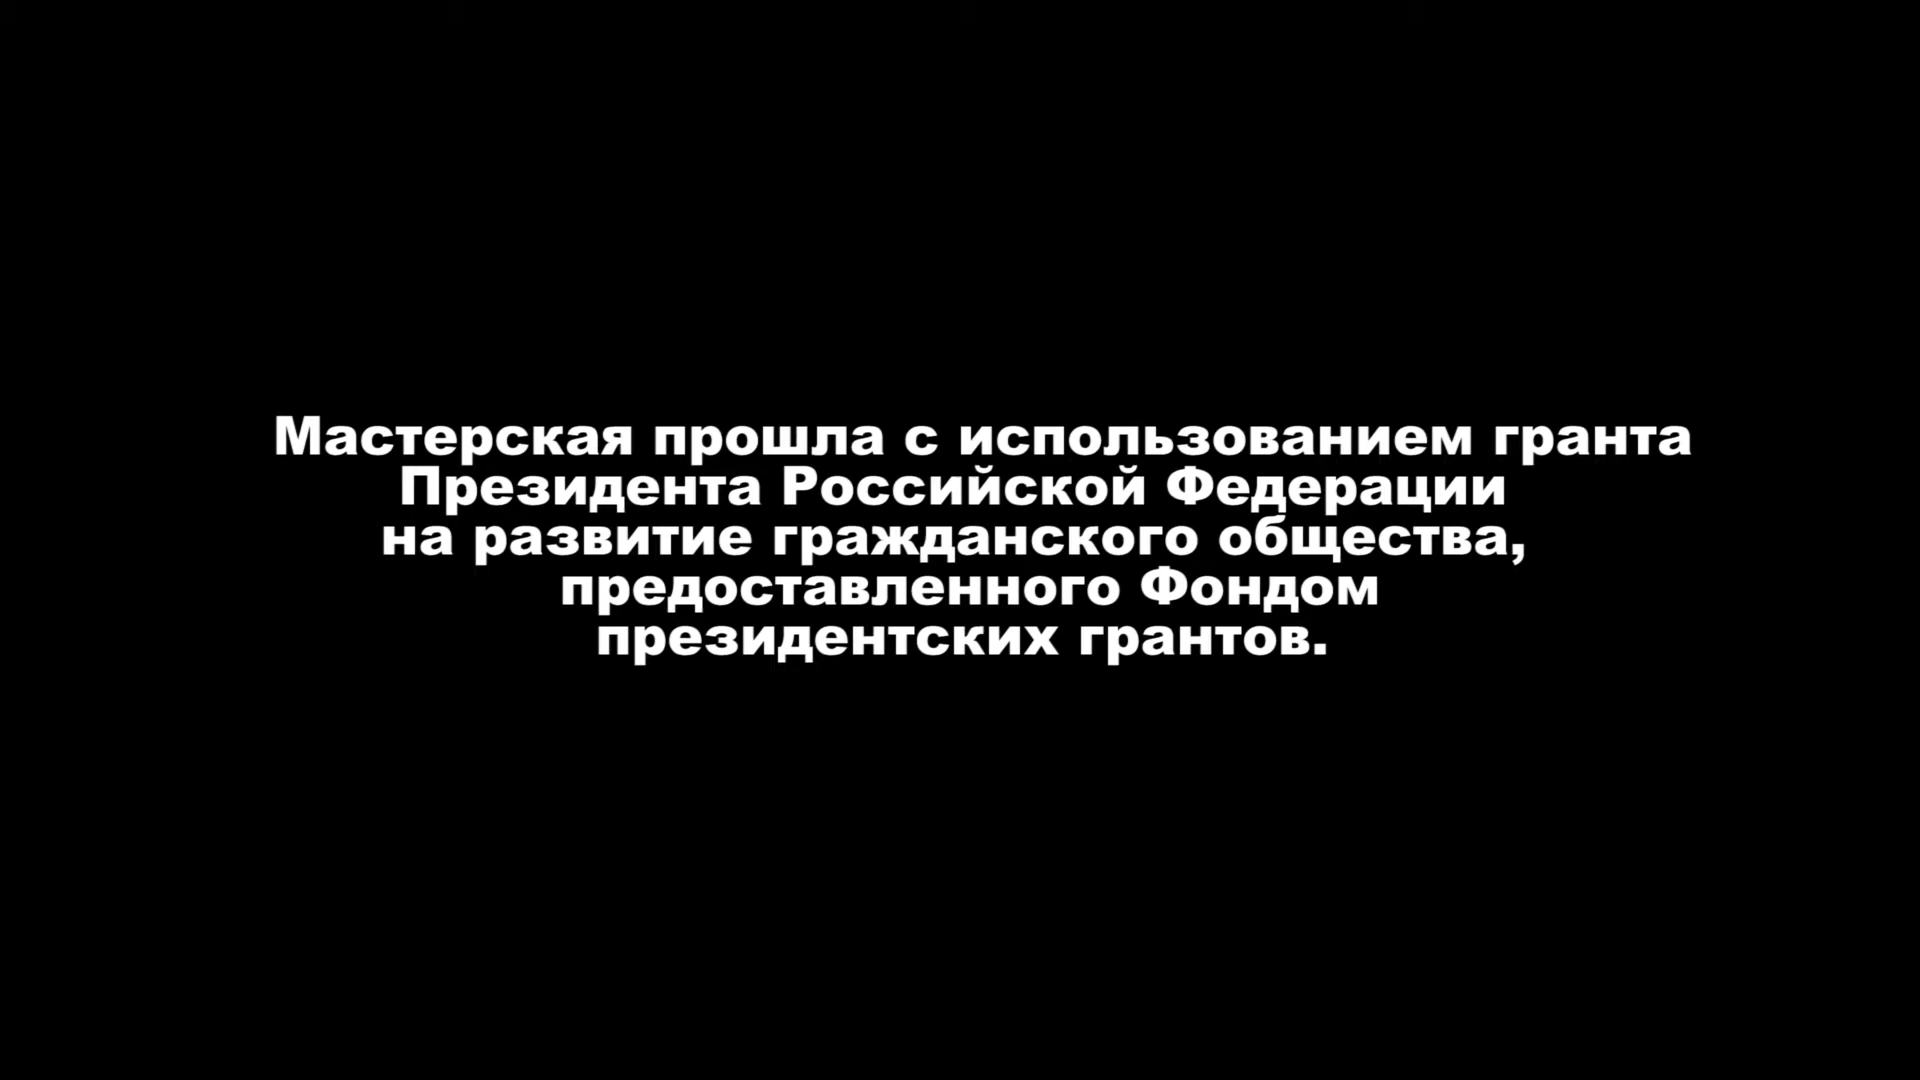 Мастерская прошла с использованием гранта
Президента Российской Федерации
на развитие гражданского общества,
предоставленного Фондом
президентских грантов.